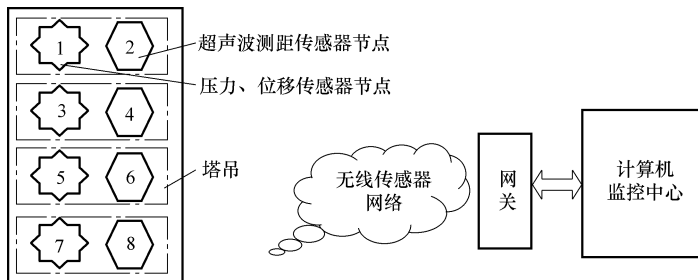 1
2
超声波测距传感器节点
压力、位移传感器节点
3
4
5
6
塔吊
7
8
无线传感器
网络
网
关
计算机
监控中心